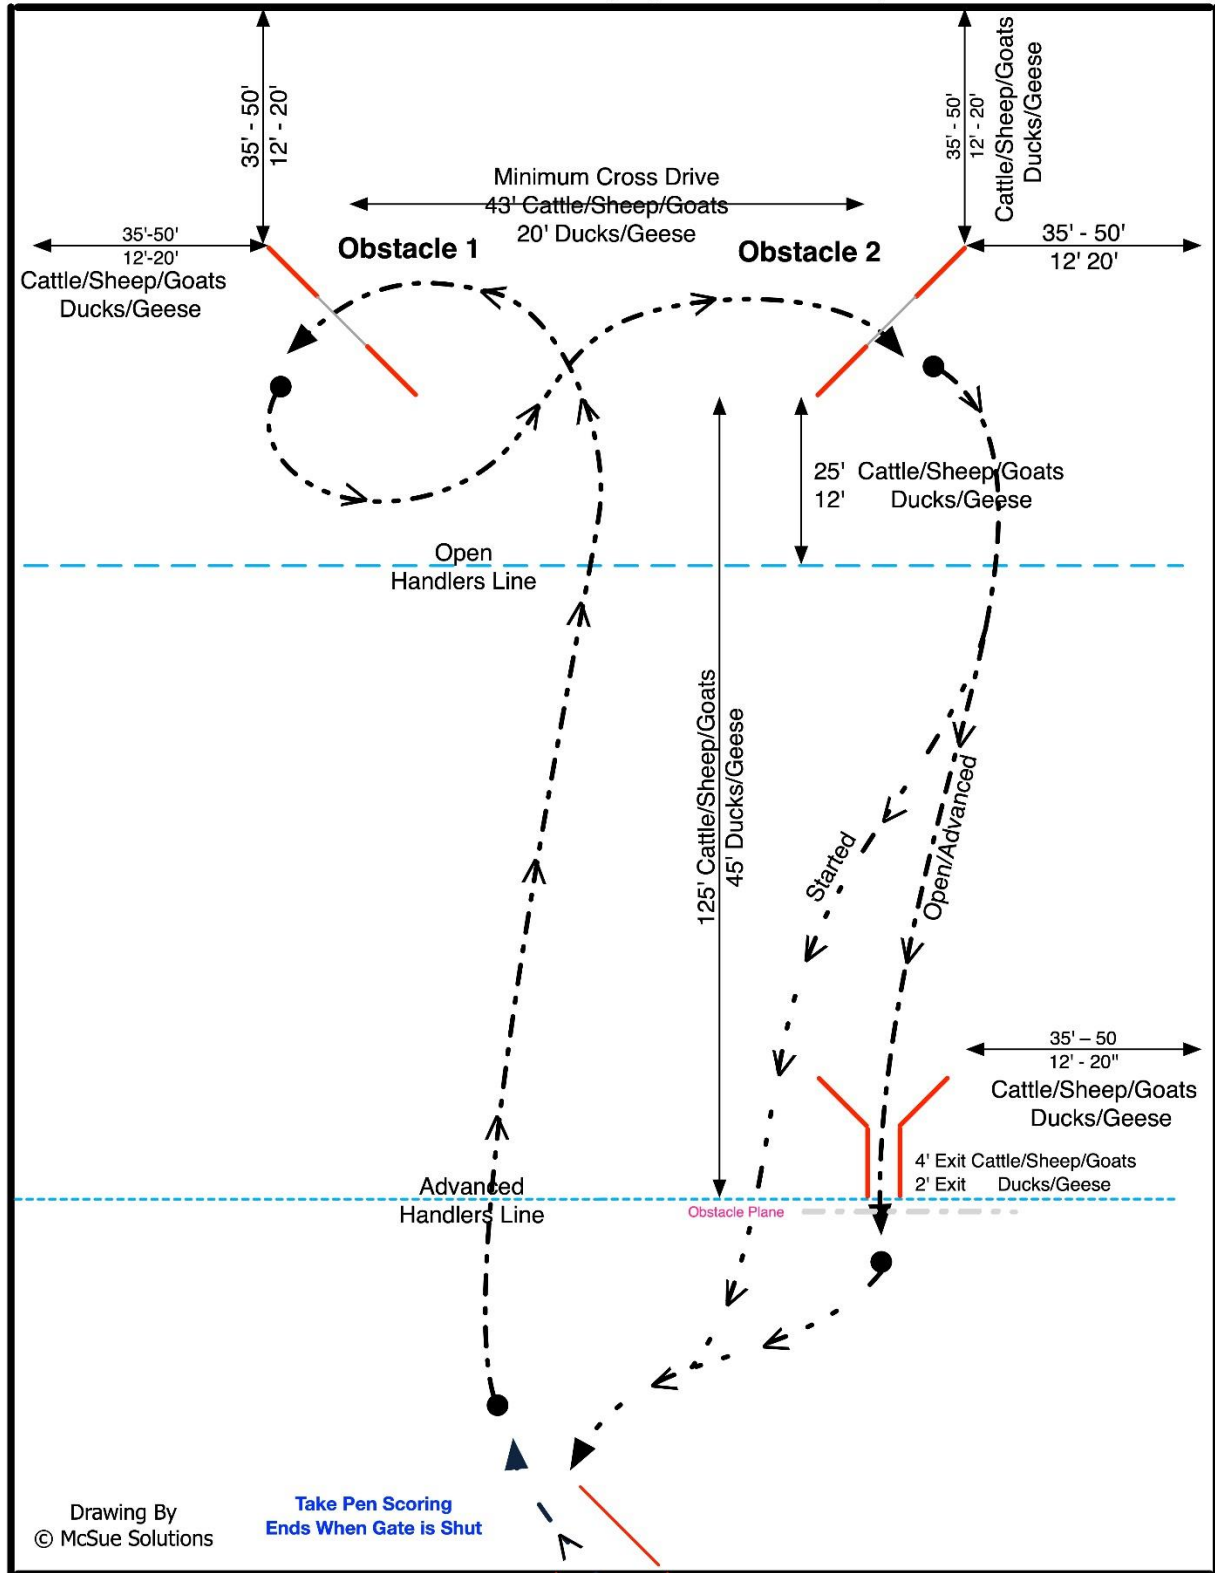 35' - 50'
12' - 20'
35' - 50'
12' - 20'
Cattle/Sheep/Goats
Ducks/Geese
Minimum Cross Drive
43' Cattle/Sheep/Goats
20' Ducks/Geese
35'-50'
12'-20'
Cattle/Sheep/Goats
Ducks/Geese
Obstacle 1
Obstacle 2
35' - 50'
12' 20'
25' Cattle/Sheep/Goats
12' Ducks/Geese
Open
Handlers Line
125' Cattle/Sheep/Goats
45' Ducks/Geese
Started
Open/Advanced
35' – 50
12' - 20"
Cattle/Sheep/Goats
Ducks/Geese
4' Exit Cattle/Sheep/Goats
2' Exit Ducks/Geese
Advanced
Handlers Line
Obstacle Plane
Take Pen Scoring
Ends When Gate is Shut
Drawing By
© McSue Solutions